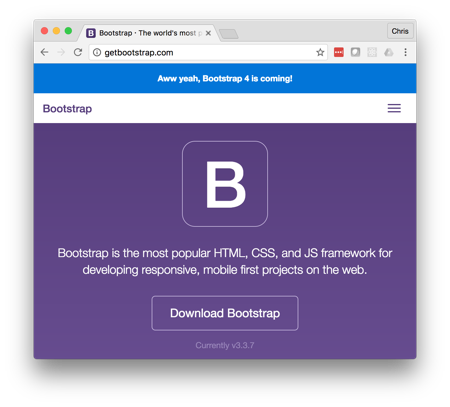 Bootstrap · The world's most p
Chris
getbootstrap.com
Aww yeah, Bootstrap 4 is coming!
Bootstrap
B
Bootstrap is the most popular HTML, CSS, and JS framework for
developing responsive, mobile first projects on the web.
Download Bootstrap
Currently v3.3.7